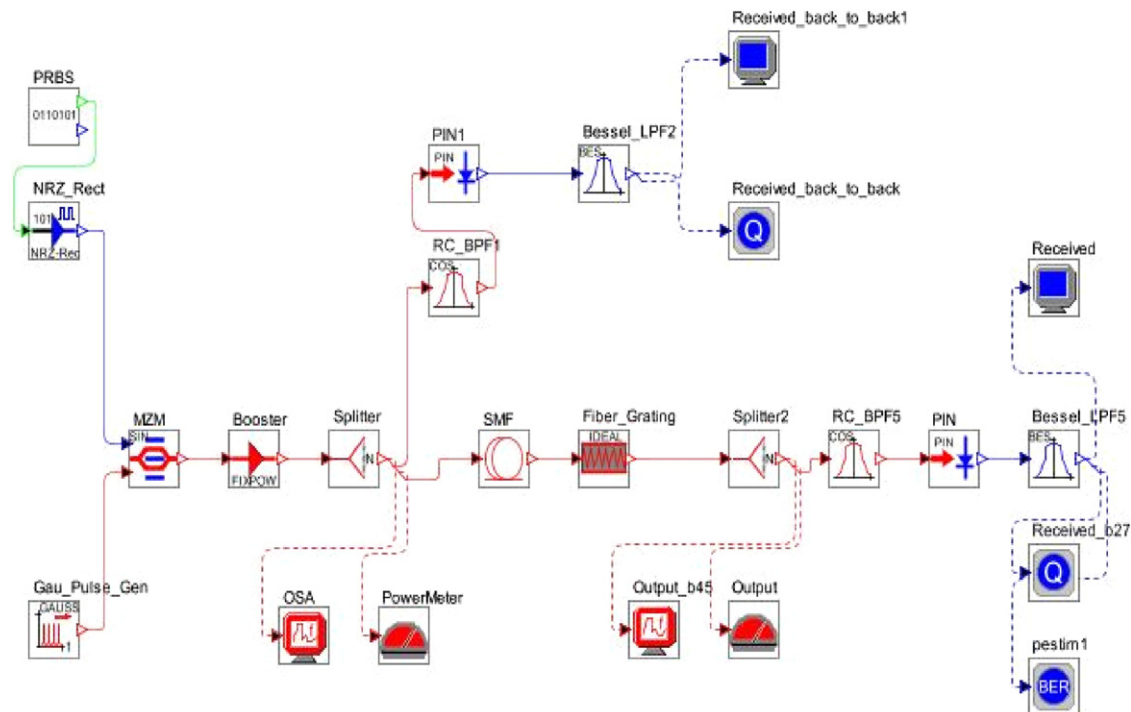 Received_back_to_back1
PRBS
0110101
PIN1
PIN
Bessel_LPF2
BES
NRZ_Rect
101
NRZ-Rec
Received_back_to_back
Q
RC_BPF1
COS
Received
MZM
SIN
Booster
FIXPOW
Splitter
N
SMF
Fiber_Grating
IDEAL
Splitter2
N
RC_BPF5
COS
PIN
PIN
Bessel_LPF5
BES
Received_b27
Q
Gau_Pulse_Gen
GAUSS
1
OSA
PowerMeter
Output_b45
Output
pestim1
BER